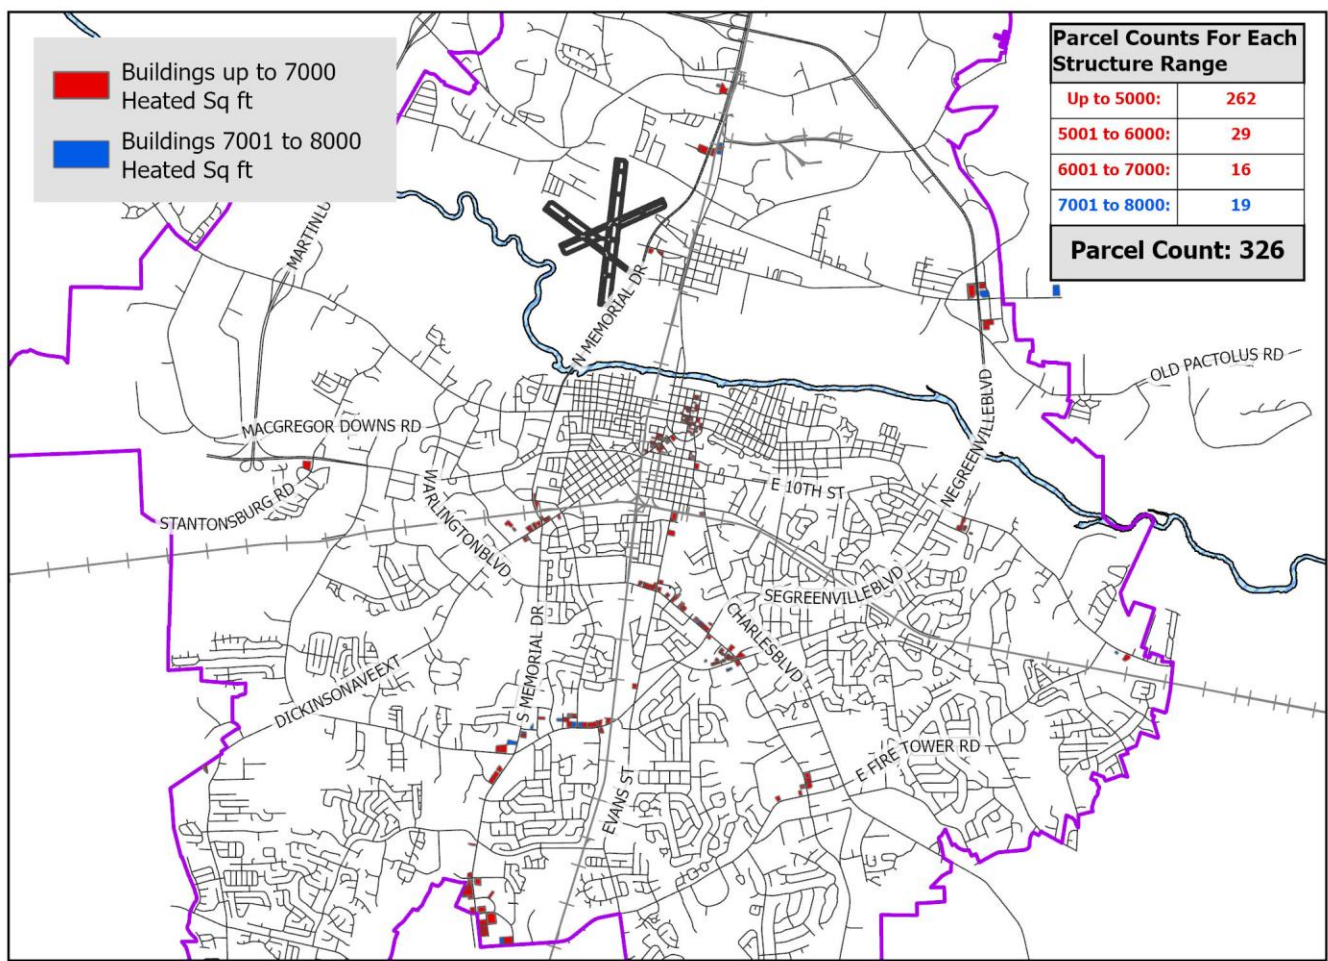 Buildings up to 7000
Heated Sq ft
Buildings 7001 to 8000
Heated Sq ft
Parcel Counts For Each
Structure Range
Up to 5000: 262
5001 to 6000: 29
6001 to 7000: 16
7001 to 8000: 19
Parcel Count: 326
MARTINLU
N MEMORIAL DR
OLD PACTOLUS RD
MACGREGOR DOWNS RD
NEGREENVILLEBLVD
STANTONSBURG RD
WARLINGTONBLVD
E 10TH ST
SEGREENVILLEBLVD
CHARLESBLVD
S MEMORIAL DR
DICKINSONAVEEXT
E FIRE TOWER RD
EVANS ST